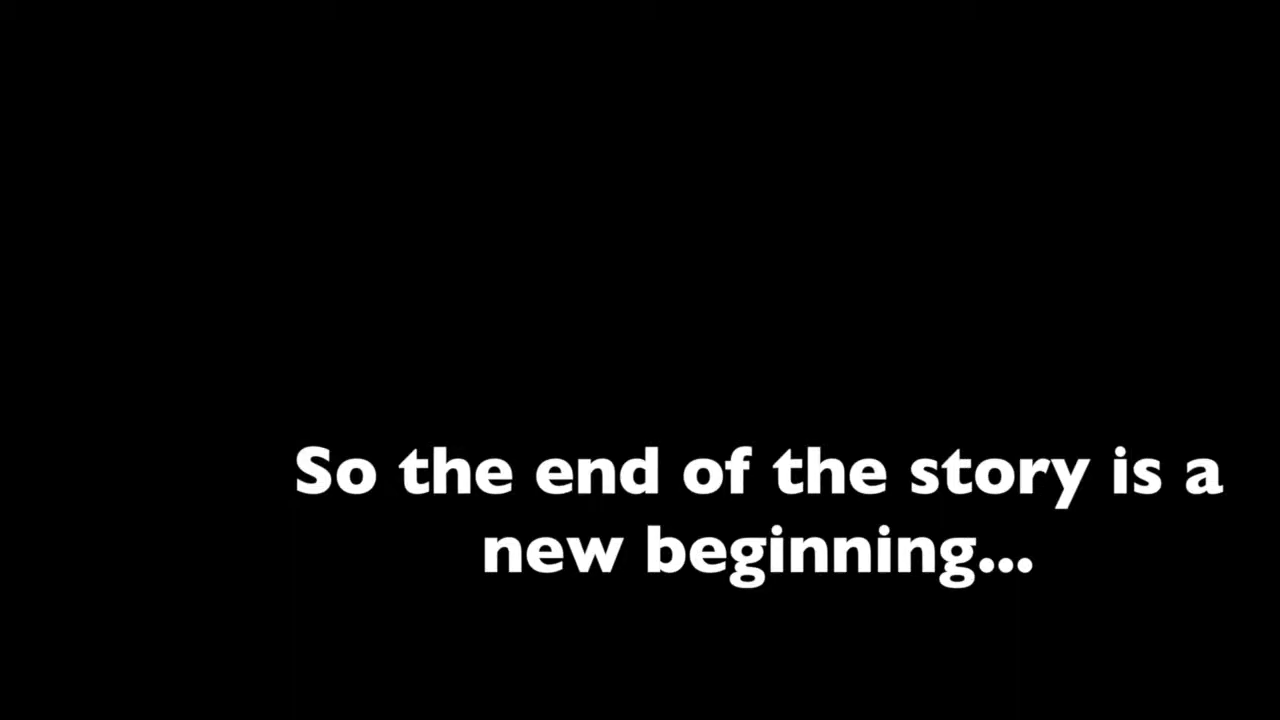 So the end of the story is a
new beginning...